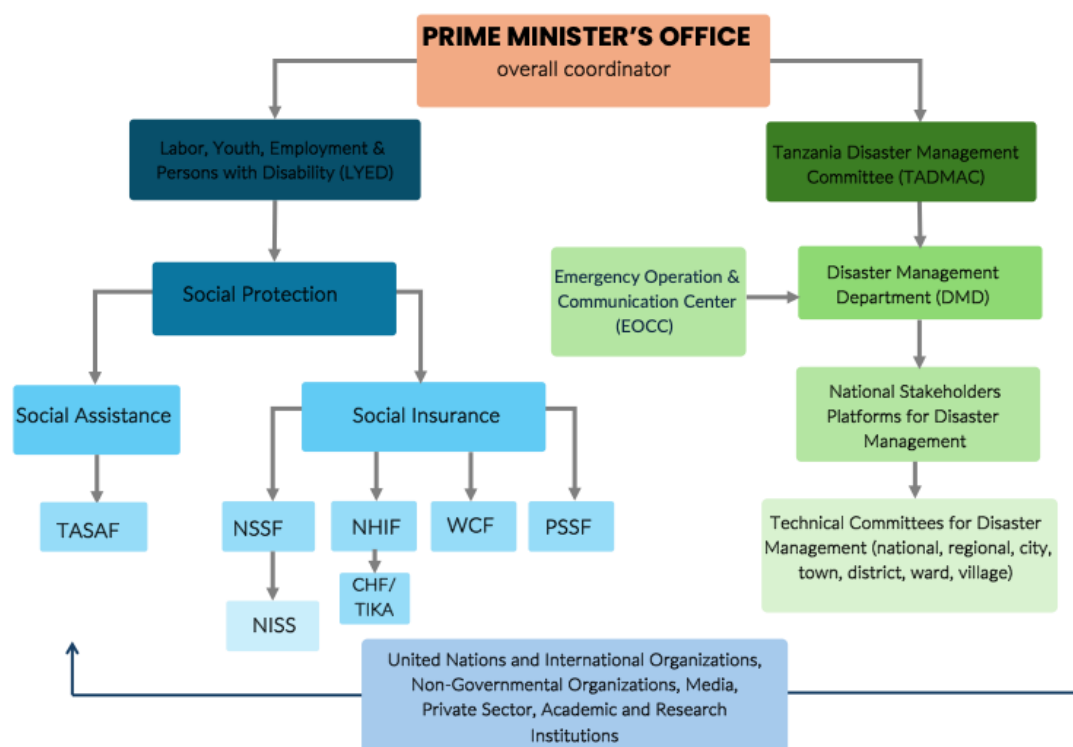 PRIME MINISTER'S OFFICE
overall coordinator
Labor, Youth, Employment &
Persons with Disability (LYED)
Tanzania Disaster Management
Committee (TADMAC)
Social Protection
Emergency Operation &
Communication Center
(EOCC)
Disaster Management
Department (DMD)
Social Assistance
Social Insurance
National Stakeholders
Platforms for Disaster
Management
TASAF
NSSF
NHIF
WCF
PSSF
Technical Committees for Disaster
Management (national, regional, city,
town, district, ward, village)
CHF/
TIKA
NISS
United Nations and International Organizations,
Non-Governmental Organizations, Media,
Private Sector, Academic and Research
Institutions